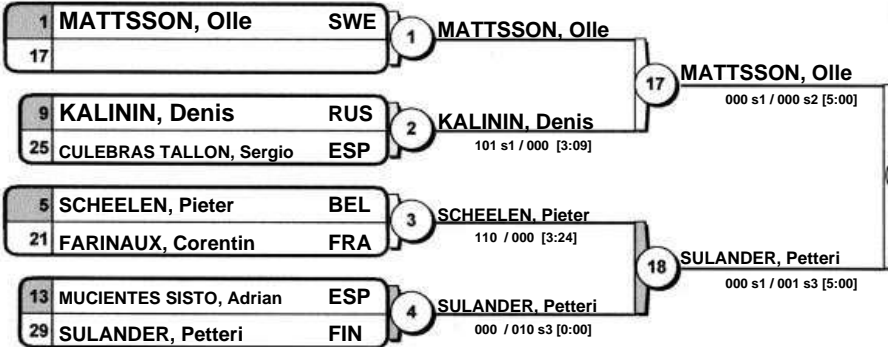 1 MATTSSON, Olle SWE
17
1 MATTSSON, Olle
9 KALININ, Denis RUS
25 CULEBRAS TALLON, Sergio ESP
2 KALININ, Denis
101 s1 / 000 [3:09]
17 MATTSSON, Olle
000 s1 / 000 s2 [5:00]
5 SCHEELEN, Pieter BEL
21 FARINAUX, Corentin FRA
3 SCHEELEN, Pieter
110 / 000 [3:24]
13 MUCIENTES SISTO, Adrian ESP
29 SULANDER, Petteri FIN
4 SULANDER, Petteri
000 / 010 s3 [0:00]
18 SULANDER, Petteri
000 s1 / 001 s3 [5:00]